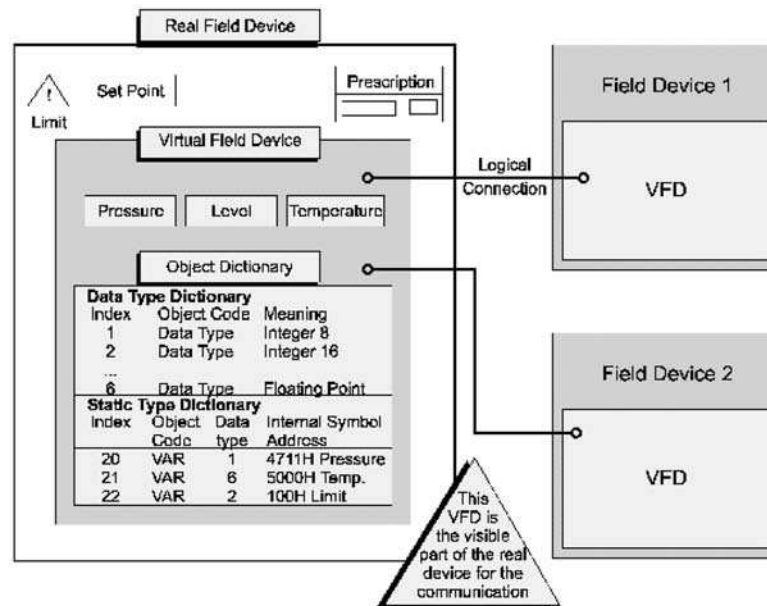 Real Field Device
!
Set Point
Limit
Prescription
Virtual Field Device
Pressure Level Temperature
Object Dictionary
Data Type Dictionary
Index Object Code Meaning
1 Data Type Integer 8
2 Data Type Integer 16
...
6 Data Type Floating Point
Static Type Dictionary
Index Object Data Internal Symbol
Code type Address
20 VAR 1 4711H Pressure
21 VAR 6 5000H Temp.
22 VAR 2 100H Limit
Logical
Connection
Field Device 1
VFD
Field Device 2
VFD
This
VFD is
the visible
part of the real
device for the
communication